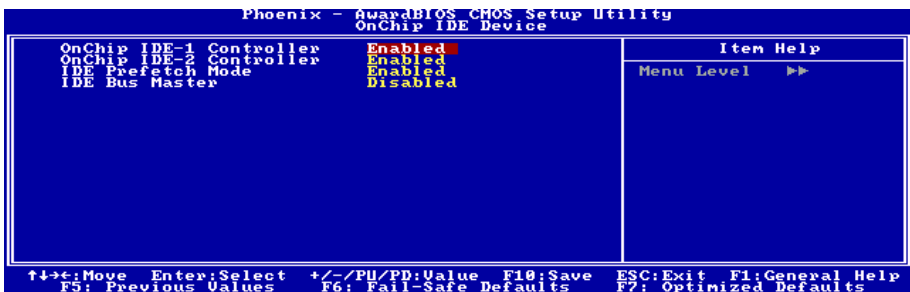 Phoenix - AwardBIOS CMOS Setup Utility
OnChip IDE Device
OnChip IDE-1 Controller Enabled
OnChip IDE-2 Controller Enabled
IDE Prefetch Mode Enabled
IDE Bus Master Disabled
Item Help
Menu Level ▶▶
↑↓→←:Move Enter:Select +/-/PU/PD:Value F10:Save ESC:Exit F1:General Help
F5: Previous Values F6: Fail-Safe Defaults F7: Optimized Defaults